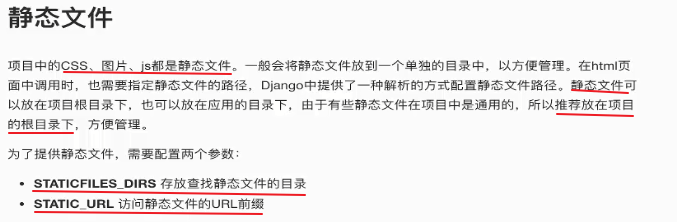 静态文件
项目中的CSS、图片、js都是静态文件。一般会将静态文件放到一个单独的目录中，以方便管理。在html页
面中调用时，也需要指定静态文件的路径，Django中提供了一种解析的方式配置静态文件路径。静态文件可
以放在项目根目录下，也可以放在应用的目录下，由于有些静态文件在项目中是通用的，所以推荐放在项目
的根目录下，方便管理。
为了提供静态文件，需要配置两个参数：
• STATICFILES_DIRS 存放查找静态文件的目录
• STATIC_URL 访问静态文件的URL前缀